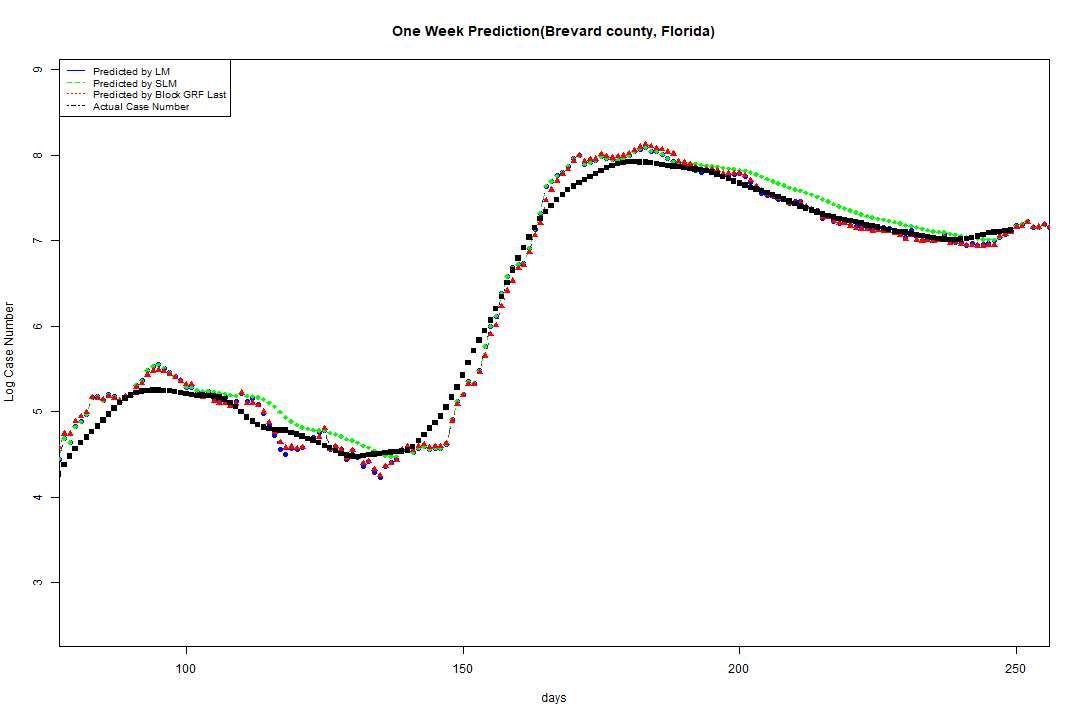 One Week Prediction(Brevard county, Florida)
Predicted by LM
Predicted by SLM
Predicted by Block GRF Last
Actual Case Number
9
8
7
6
5
4
3
Log Case Number
100
150
200
250
days